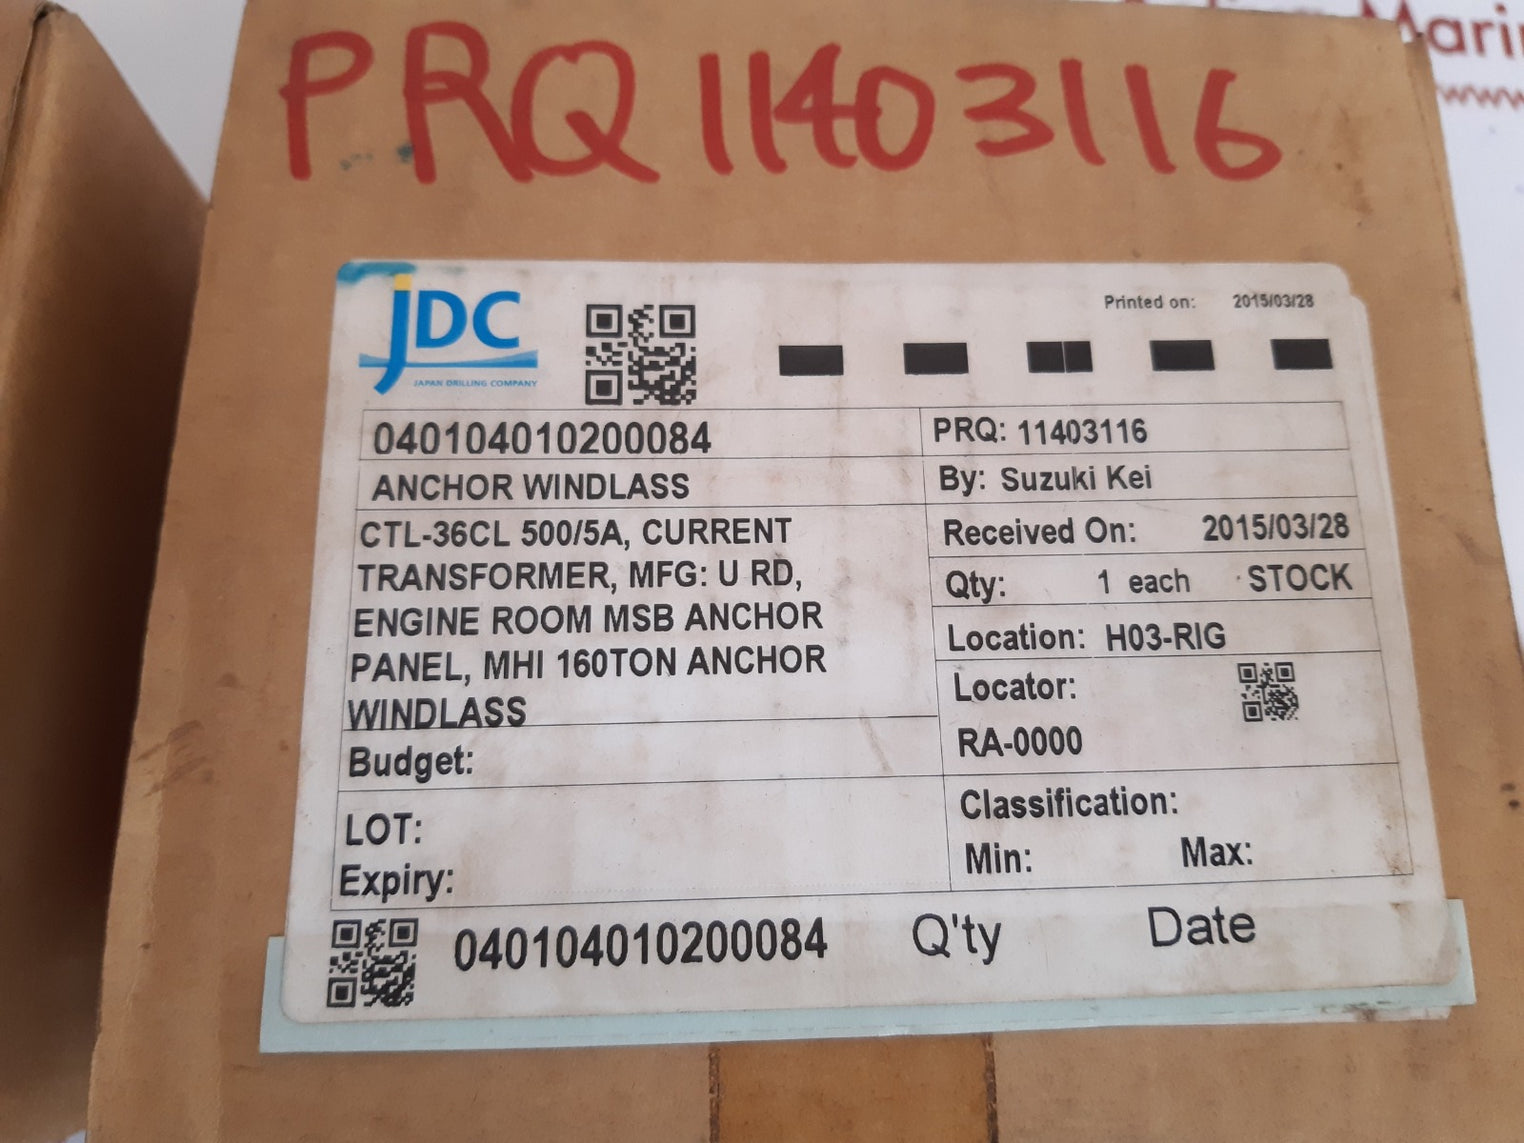 PRQ 11403116
Marin
www
JDC
JAPAN DRILLING COMPANY
Printed on: 2015/03/28
040104010200084
PRQ: 11403116
ANCHOR WINDLASS
By: Suzuki Kei
CTL-36CL 500/5A, CURRENT
TRANSFORMER, MFG: U RD,
ENGINE ROOM MSB ANCHOR
PANEL, MHI 160TON ANCHOR
WINDLASS
Received On: 2015/03/28
Qty: 1 each STOCK
Location: H03-RIG
Locator:
RA-0000
Budget:
Classification:
Min: Max:
LOT:
Expiry:
040104010200084 Q'ty Date